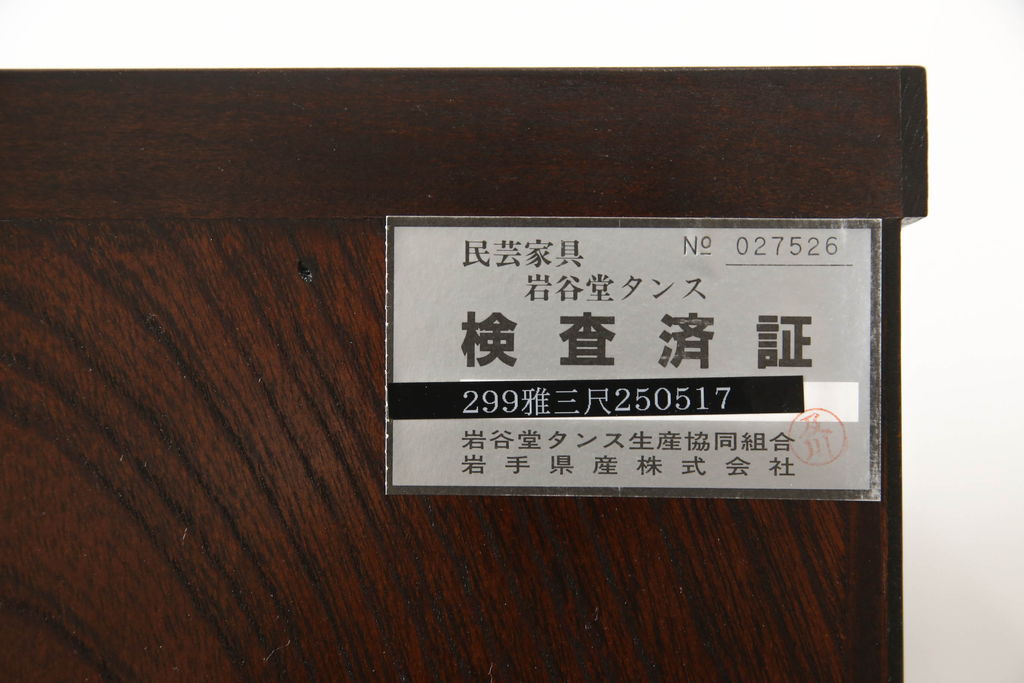 民芸家具 № 027526
岩谷堂タンス
検査済証
299雅三尺250517
岩谷堂タンス生産協同組合
岩手県産株式会社